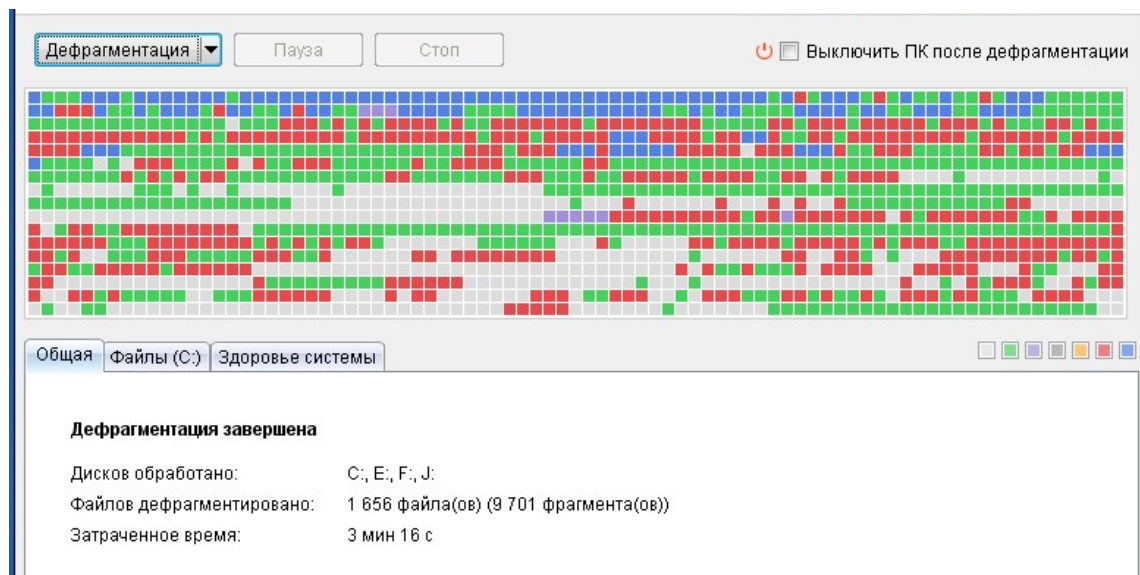 Дефрагментация Пауза Стоп Выключить ПК после дефрагментации
Общая Файлы (C:) Здоровье системы
Дефрагментация завершена
Дисков обработано: C:, E:, F:, J:
Файлов дефрагментировано: 1 656 файла(ов) (9 701 фрагмента(ов))
Затраченное время: 3 мин 16 с